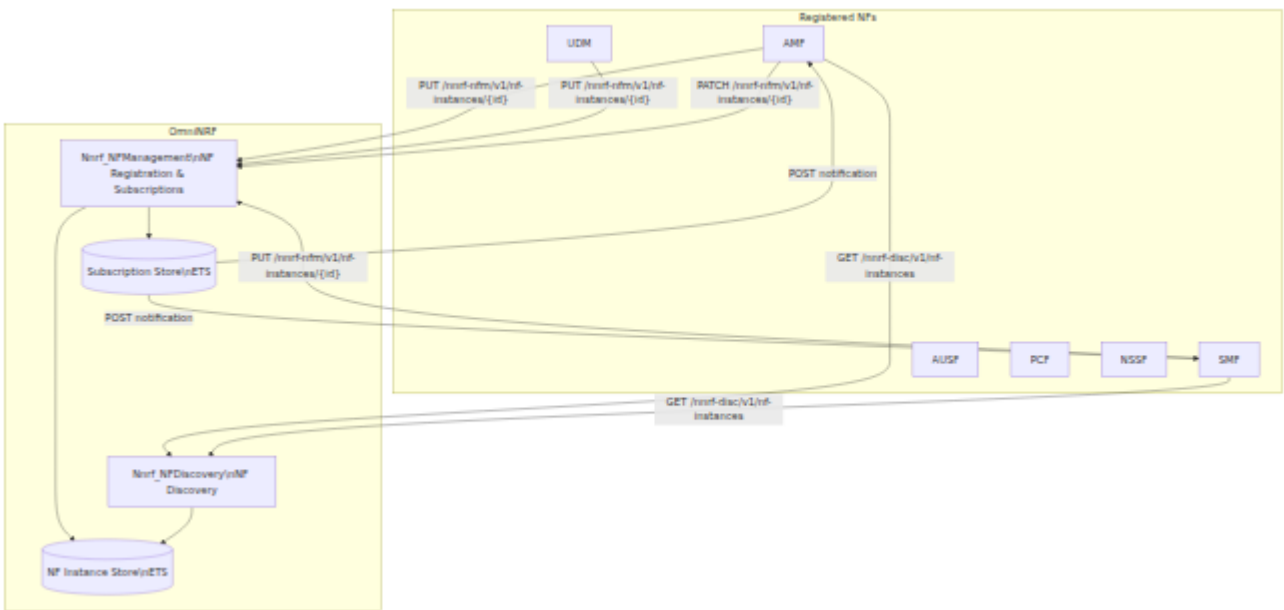 Registered NFs
UDM
AMF
PUT /nnrf-nfm/v1/nf-
instances/{id}
PUT /nnrf-nfm/v1/nf-
instances/{id}
PATCH /nnrf-nfm/v1/nf-
instances/{id}
OmniNRF
Nnrf_NFManagement\nNF
Registration &
Subscriptions
POST notification
Subscription Store\nETS
PUT /nnrf-nfm/v1/nf-
instances/{id}
GET /nnrf-disc/v1/nf-
instances
POST notification
AUSF
PCF
NSSF
SMF
GET /nnrf-disc/v1/nf-
instances
Nnrf_NFDiscovery\nNF
Discovery
NF Instance Store\nETS